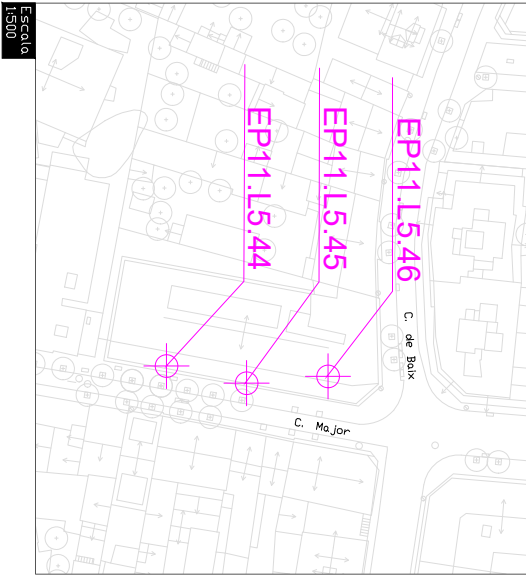 Escala
1:500
EP11.L5.44
EP11.L5.45
EP11.L5.46
C. de Baix
C. Major